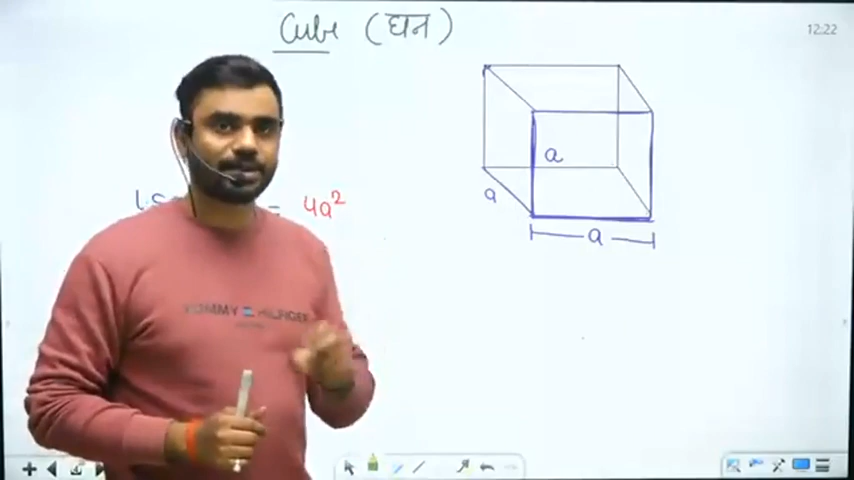 Cube (घन)
12:22
a
a
= 4a²
a
TOMMY HILFIGER